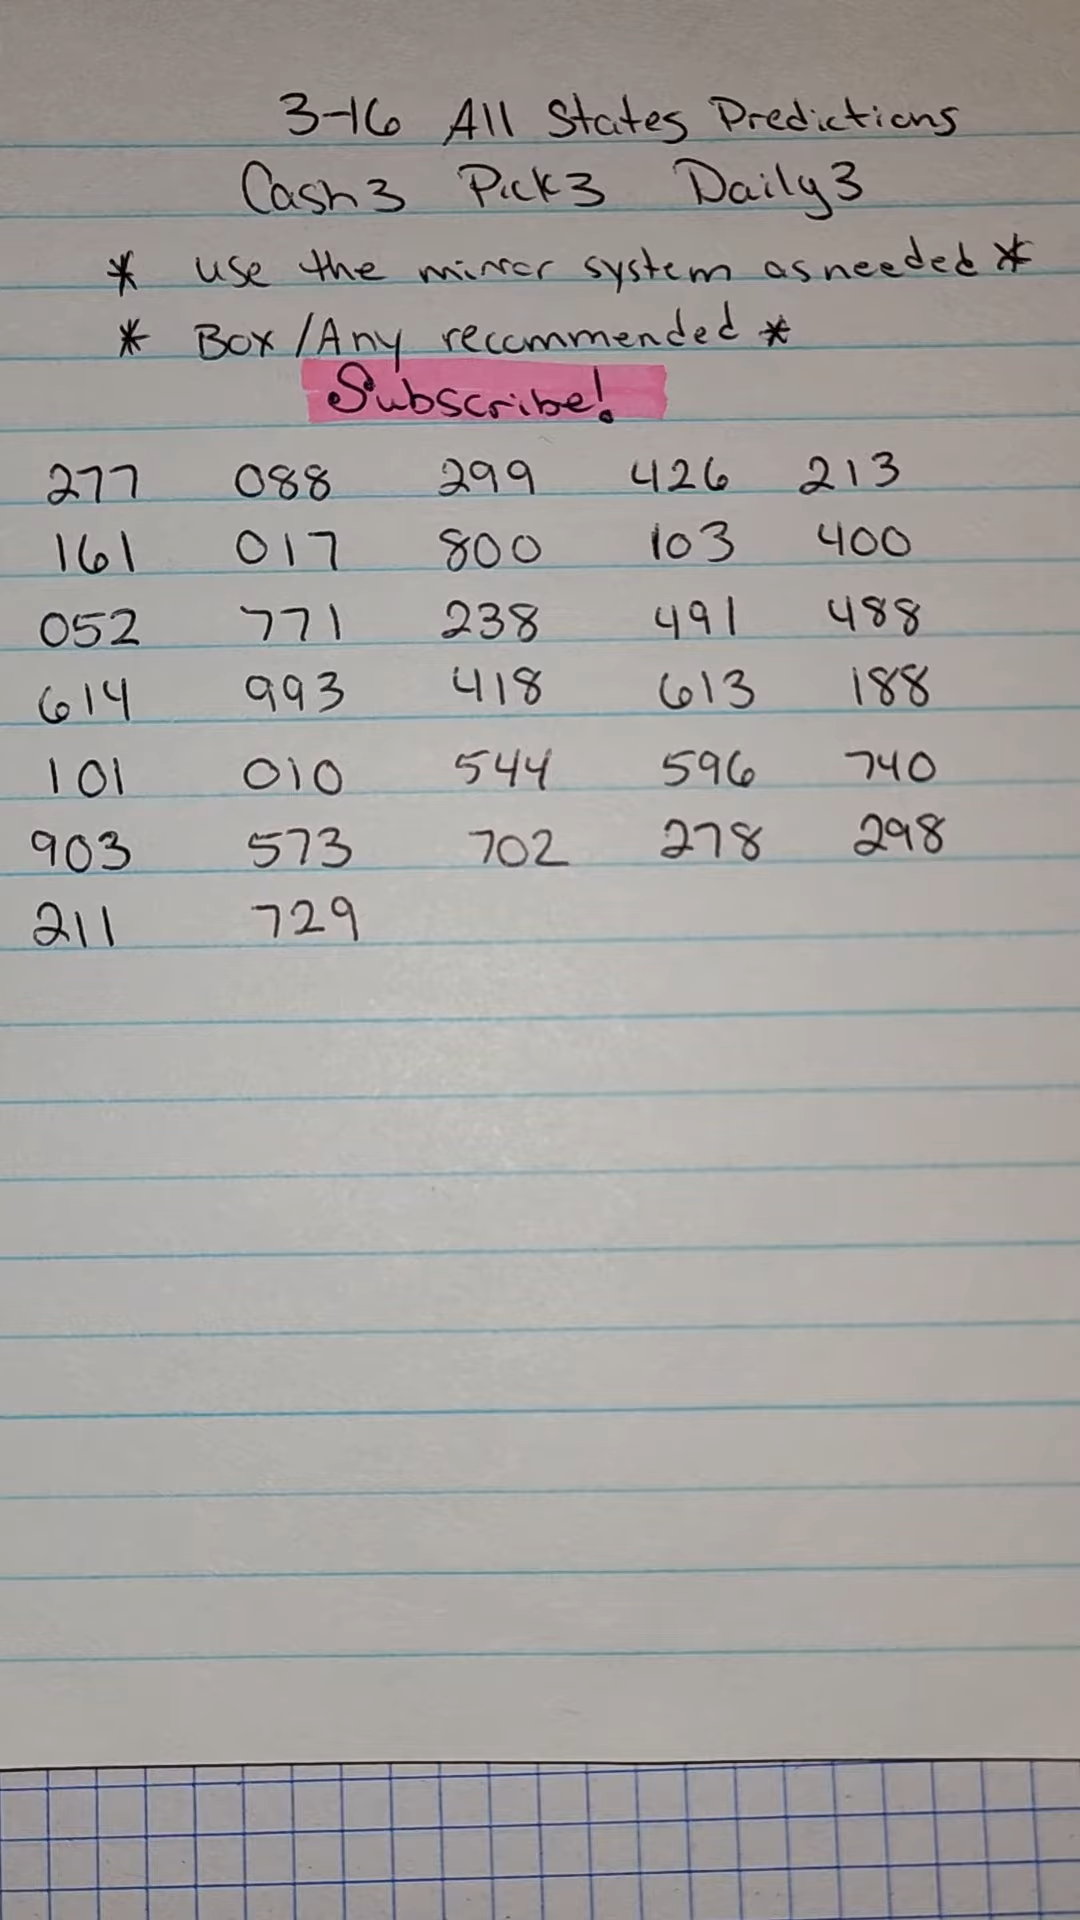 3-16 All States Predictions
Cash3 Pick3 Daily3
* use the mirror system as needed *
* Box/Any recommended *
Subscribe!
277 088 299 426 213
161 017 800 103 400
052 771 238 491 488
614 993 418 613 188
101 010 544 596 740
903 573 702 278 298
211 729